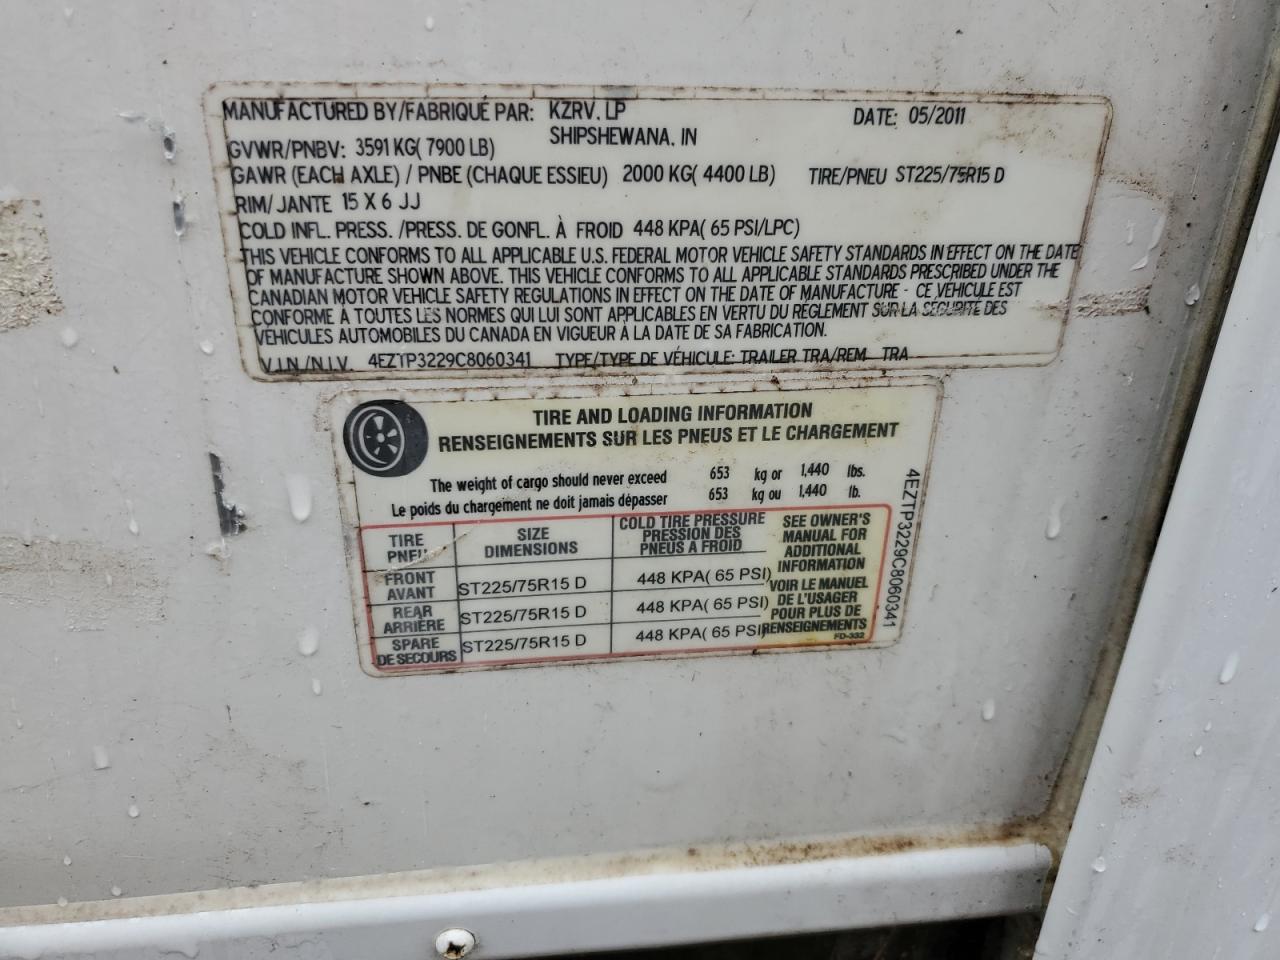 MANUFACTURED BY/FABRIQUÉ PAR: KZRV, LP DATE: 05/2011
SHIPSHEWANA, IN
GVWR/PNBV: 3591 KG( 7900 LB)
GAWR (EACH AXLE) / PNBE (CHAQUE ESSIEU) 2000 KG( 4400 LB) TIRE/PNEU ST225/75R15 D
RIM/JANTE 15 X 6 JJ
COLD INFL. PRESS. /PRESS. DE GONFL. À FROID 448 KPA( 65 PSI/LPC)
THIS VEHICLE CONFORMS TO ALL APPLICABLE U.S. FEDERAL MOTOR VEHICLE SAFETY STANDARDS IN EFFECT ON THE DATE
OF MANUFACTURE SHOWN ABOVE. THIS VEHICLE CONFORMS TO ALL APPLICABLE STANDARDS PRESCRIBED UNDER THE
CANADIAN MOTOR VEHICLE SAFETY REGULATIONS IN EFFECT ON THE DATE OF MANUFACTURE - CE VÉHICULE EST
CONFORME À TOUTES LES NORMES QUI LUI SONT APPLICABLES EN VERTU DU RÈGLEMENT SUR LA SÉCURITÉ DES
VÉHICULES AUTOMOBILES DU CANADA EN VIGUEUR À LA DATE DE SA FABRICATION.
V.I.N./N.I.V. 4EZTP3229C8060341 TYPE/TYPE DE VÉHICULE: TRAILER TRA/REM TRA
TIRE AND LOADING INFORMATION
RENSEIGNEMENTS SUR LES PNEUS ET LE CHARGEMENT
The weight of cargo should never exceed 653 kg or 1,440 lbs.
Le poids du chargement ne doit jamais dépasser 653 kg ou 1,440 lb.
TIRE
PNEU
SIZE
DIMENSIONS
COLD TIRE PRESSURE
PRESSION DES
PNEUS A FROID
FRONT
AVANT
ST225/75R15 D 448 KPA( 65 PSI)
REAR
ARRIÈRE
ST225/75R15 D 448 KPA( 65 PSI)
SPARE
DE SECOURS
ST225/75R15 D 448 KPA( 65 PSI)
SEE OWNER'S
MANUAL FOR
ADDITIONAL
INFORMATION
VOIR LE MANUEL
DE L'USAGER
POUR PLUS DE
RENSEIGNEMENTS
FD-332
4EZTP3229C8060341